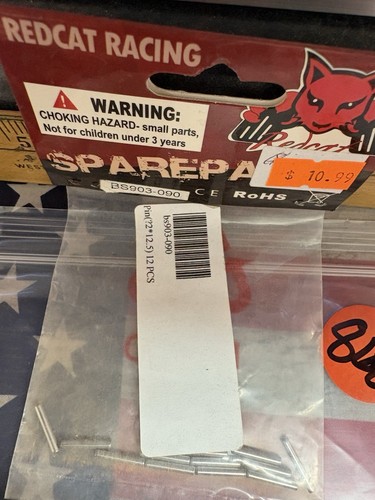 REDCAT RACING
WARNING:
CHOKING HAZARD- small parts,
Not for children under 3 years
Redcat
SPAREPA
$ 10.99
BS903-090 CE RoHS
bs903-090
Pin(?2*12.5) 12 PCS